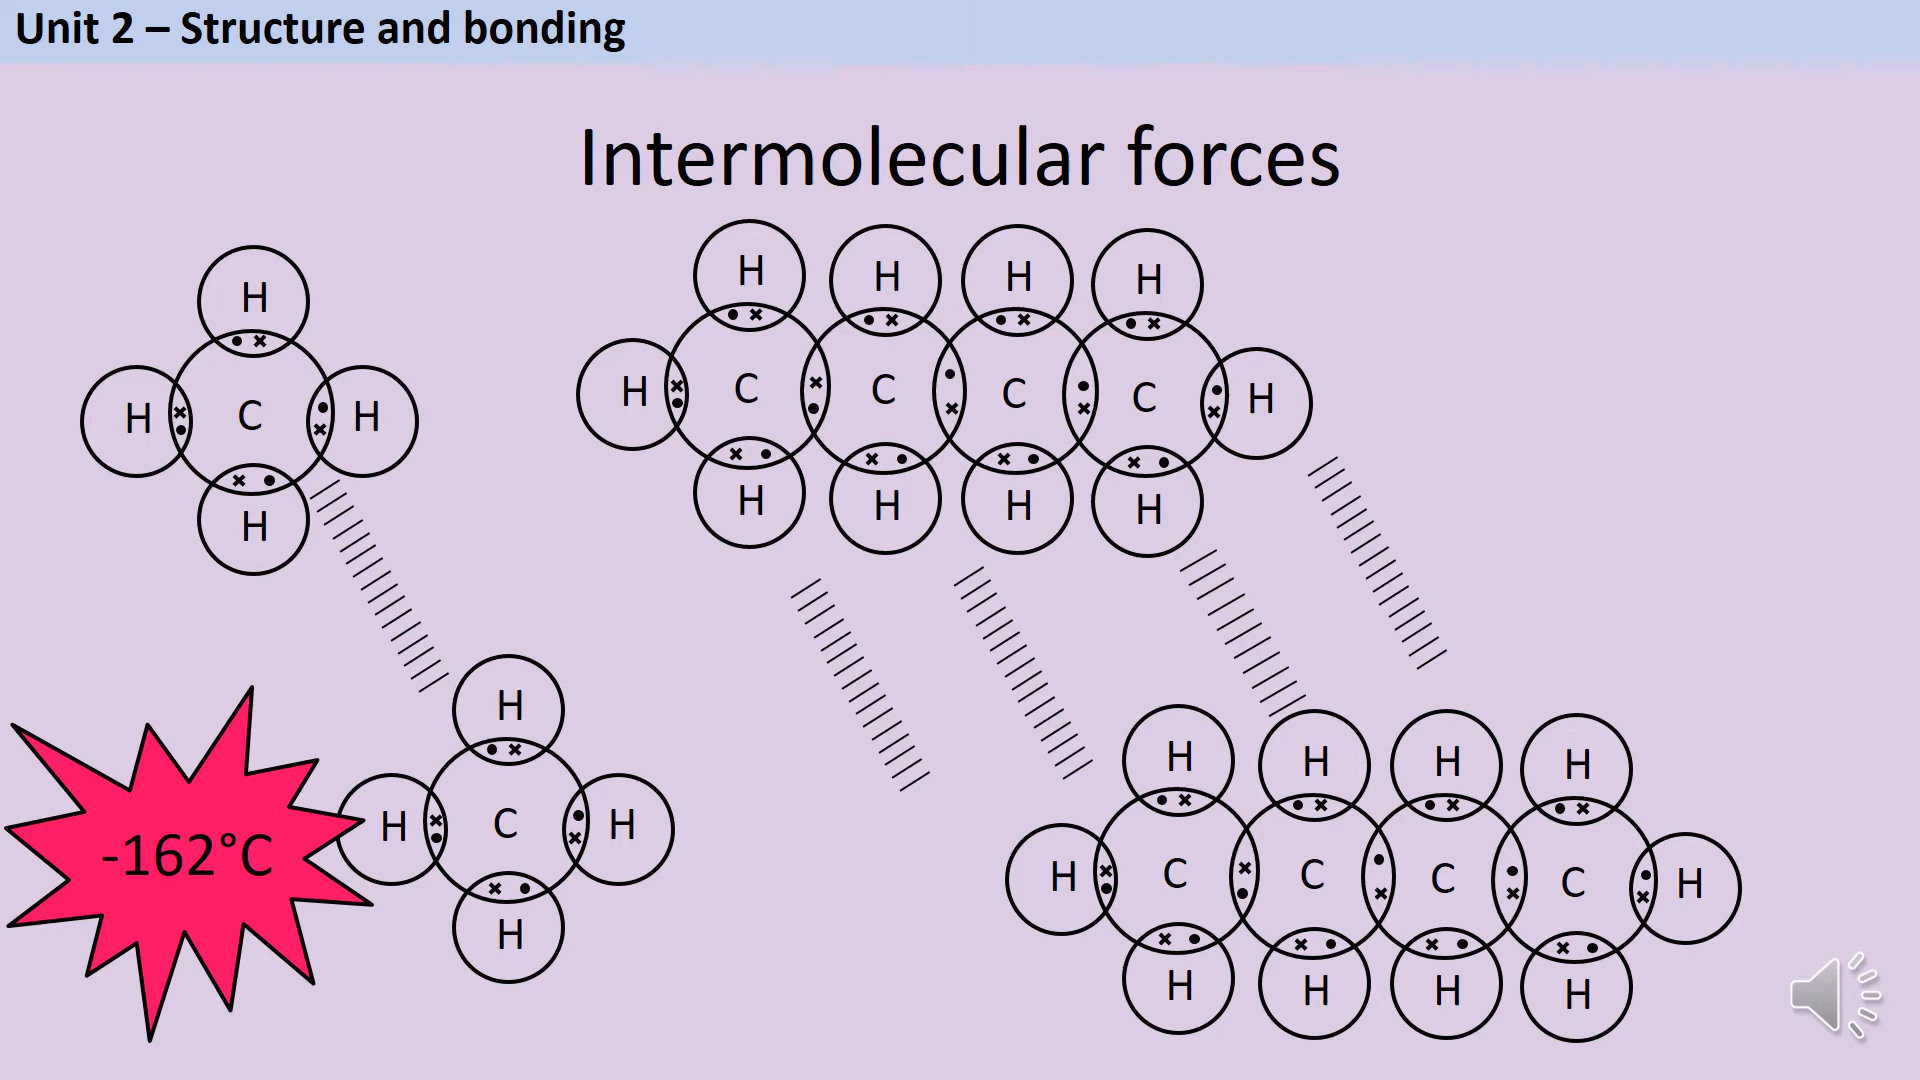 Unit 2 – Structure and bonding
Intermolecular forces
H
H C H
H
H H H H
H C C C C H
H H H H
H
H C H
H
-162°C
H H H H
H C C C C H
H H H H